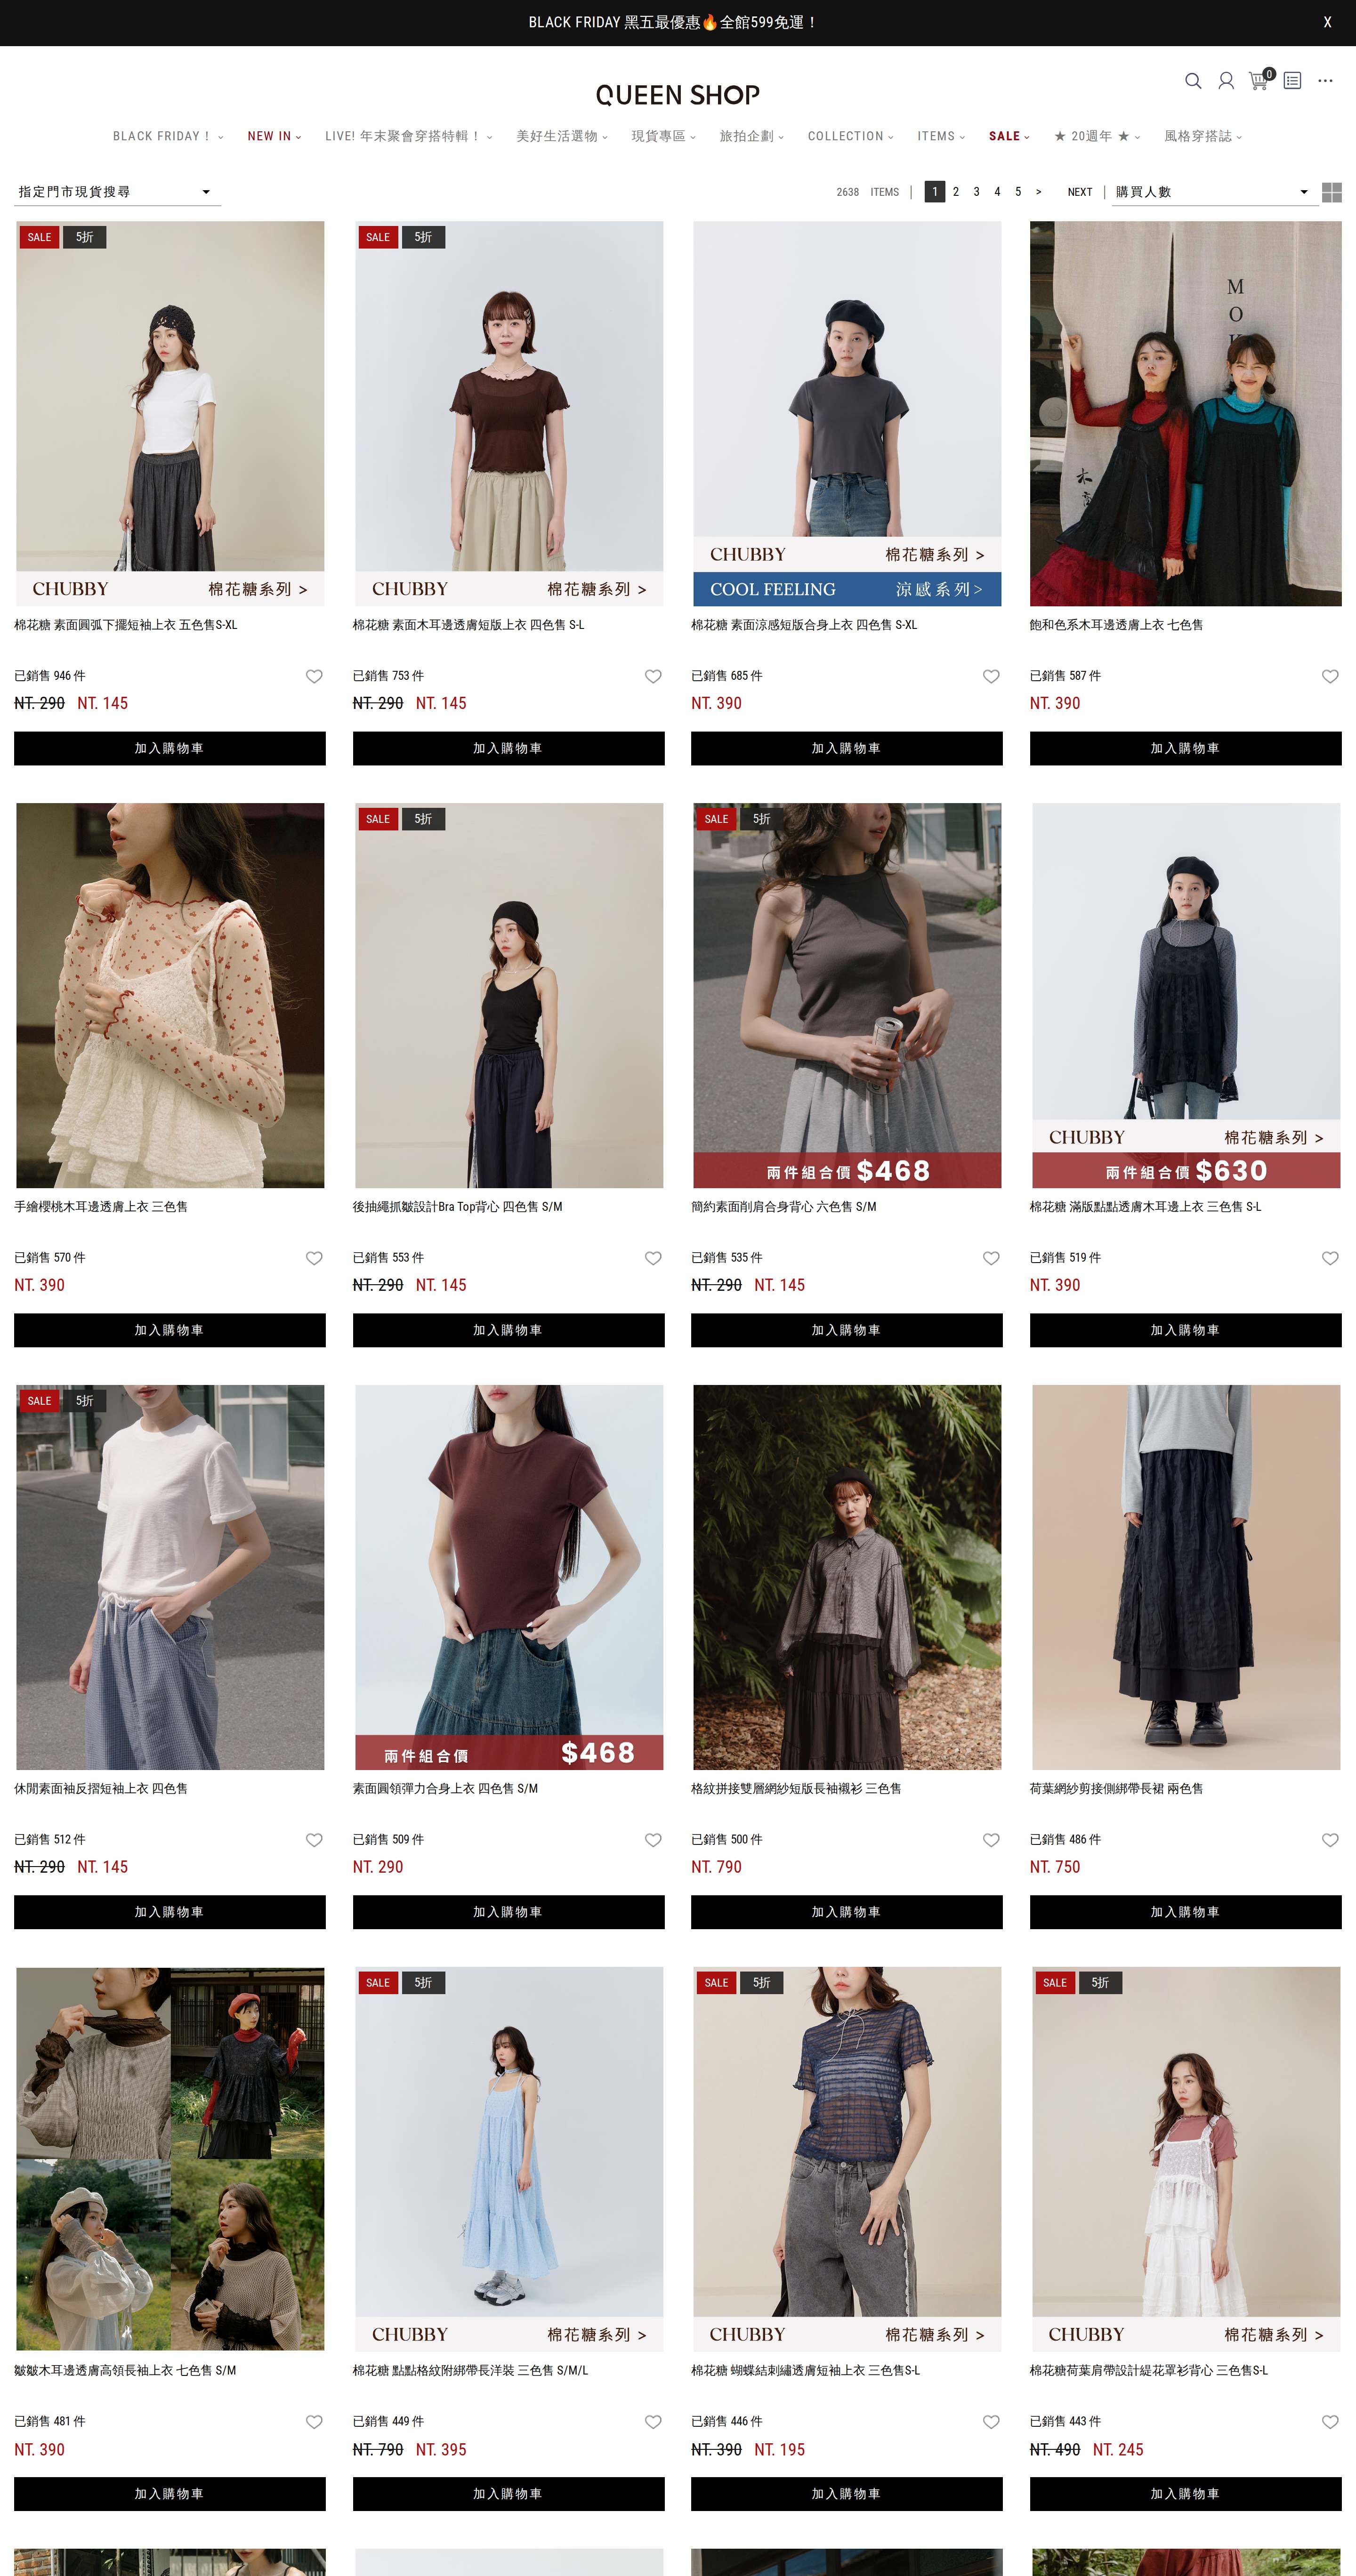 BLACK FRIDAY 黑五最優惠🔥全館599免運！
X
QUEEN SHOP
0
BLACK FRIDAY！
NEW IN
LIVE! 年末聚會穿搭特輯！
美好生活選物
現貨專區
旅拍企劃
COLLECTION
ITEMS
SALE
★ 20週年 ★
風格穿搭誌
指定門市現貨搜尋
2638 ITEMS
1 2 3 4 5 > NEXT
購買人數
SALE 5折
CHUBBY 棉花糖系列 >
棉花糖 素面圓弧下擺短袖上衣 五色售S-XL
已銷售 946 件
NT. 290 NT. 145
加入購物車
SALE 5折
CHUBBY 棉花糖系列 >
棉花糖 素面木耳邊透膚短版上衣 四色售 S-L
已銷售 753 件
NT. 290 NT. 145
加入購物車
CHUBBY 棉花糖系列 >
COOL FEELING 涼感系列>
棉花糖 素面涼感短版合身上衣 四色售 S-XL
已銷售 685 件
NT. 390
加入購物車
M
O
飽和色系木耳邊透膚上衣 七色售
已銷售 587 件
NT. 390
加入購物車
手繪櫻桃木耳邊透膚上衣 三色售
已銷售 570 件
NT. 390
加入購物車
SALE 5折
後抽繩抓皺設計Bra Top背心 四色售 S/M
已銷售 553 件
NT. 290 NT. 145
加入購物車
SALE 5折
兩件組合價 $468
簡約素面削肩合身背心 六色售 S/M
已銷售 535 件
NT. 290 NT. 145
加入購物車
CHUBBY 棉花糖系列 >
兩件組合價 $630
棉花糖 滿版點點透膚木耳邊上衣 三色售 S-L
已銷售 519 件
NT. 390
加入購物車
SALE 5折
休閒素面袖反摺短袖上衣 四色售
已銷售 512 件
NT. 290 NT. 145
加入購物車
兩件組合價 $468
素面圓領彈力合身上衣 四色售 S/M
已銷售 509 件
NT. 290
加入購物車
格紋拼接雙層網紗短版長袖襯衫 三色售
已銷售 500 件
NT. 790
加入購物車
荷葉網紗剪接側綁帶長裙 兩色售
已銷售 486 件
NT. 750
加入購物車
皺皺木耳邊透膚高領長袖上衣 七色售 S/M
已銷售 481 件
NT. 390
加入購物車
SALE 5折
CHUBBY 棉花糖系列 >
棉花糖 點點格紋附綁帶長洋裝 三色售 S/M/L
已銷售 449 件
NT. 790 NT. 395
加入購物車
SALE 5折
CHUBBY 棉花糖系列 >
棉花糖 蝴蝶結刺繡透膚短袖上衣 三色售S-L
已銷售 446 件
NT. 390 NT. 195
加入購物車
SALE 5折
CHUBBY 棉花糖系列 >
棉花糖荷葉肩帶設計緹花罩衫背心 三色售S-L
已銷售 443 件
NT. 490 NT. 245
加入購物車